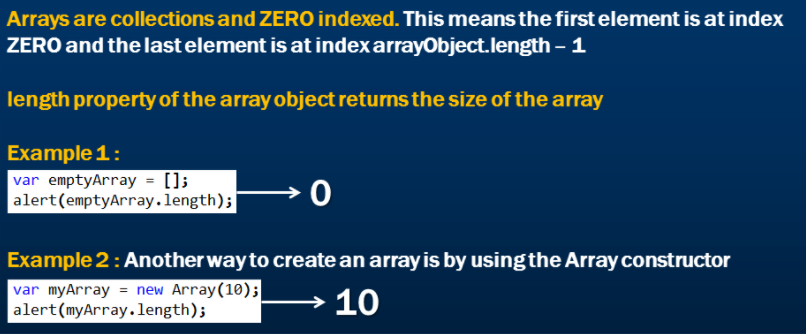 Arrays are collections and ZERO indexed. This means the first element is at index
ZERO and the last element is at index arrayObject.length – 1
length property of the array object returns the size of the array
Example 1 :
var emptyArray = [];
alert(emptyArray.length);
0
Example 2 : Another way to create an array is by using the Array constructor
var myArray = new Array(10);
alert(myArray.length);
10